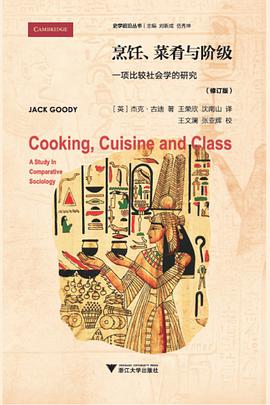 CAMBRIDGE
史学前沿丛书 | 主编 刘新成 岳秀坤
烹饪、菜肴与阶级
一项比较社会学的研究
(修订版)
JACK GOODY
[英] 杰克·古迪 著 王荣欣 沈南山 译
王文澜 张亚辉 校
Cooking, Cuisine and Class
A Study in
Comparative
Sociology
ZHEJIANG UNIVERSITY PRESS
浙江大学出版社